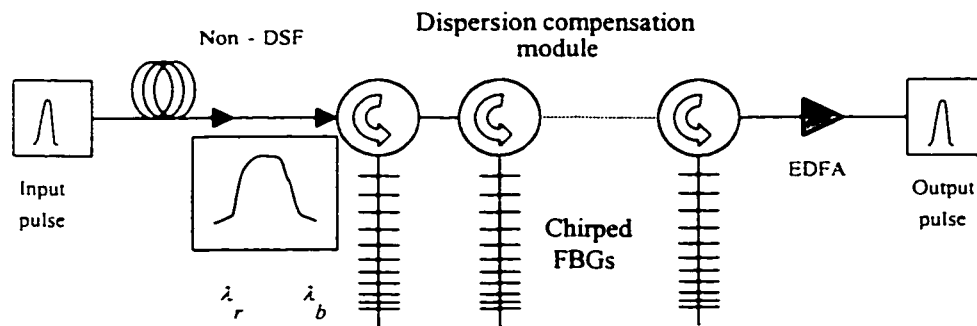 Non - DSF
Dispersion compensation
module
Input
pulse
EDFA
Output
pulse
Chirped
FBGs
λr
λb